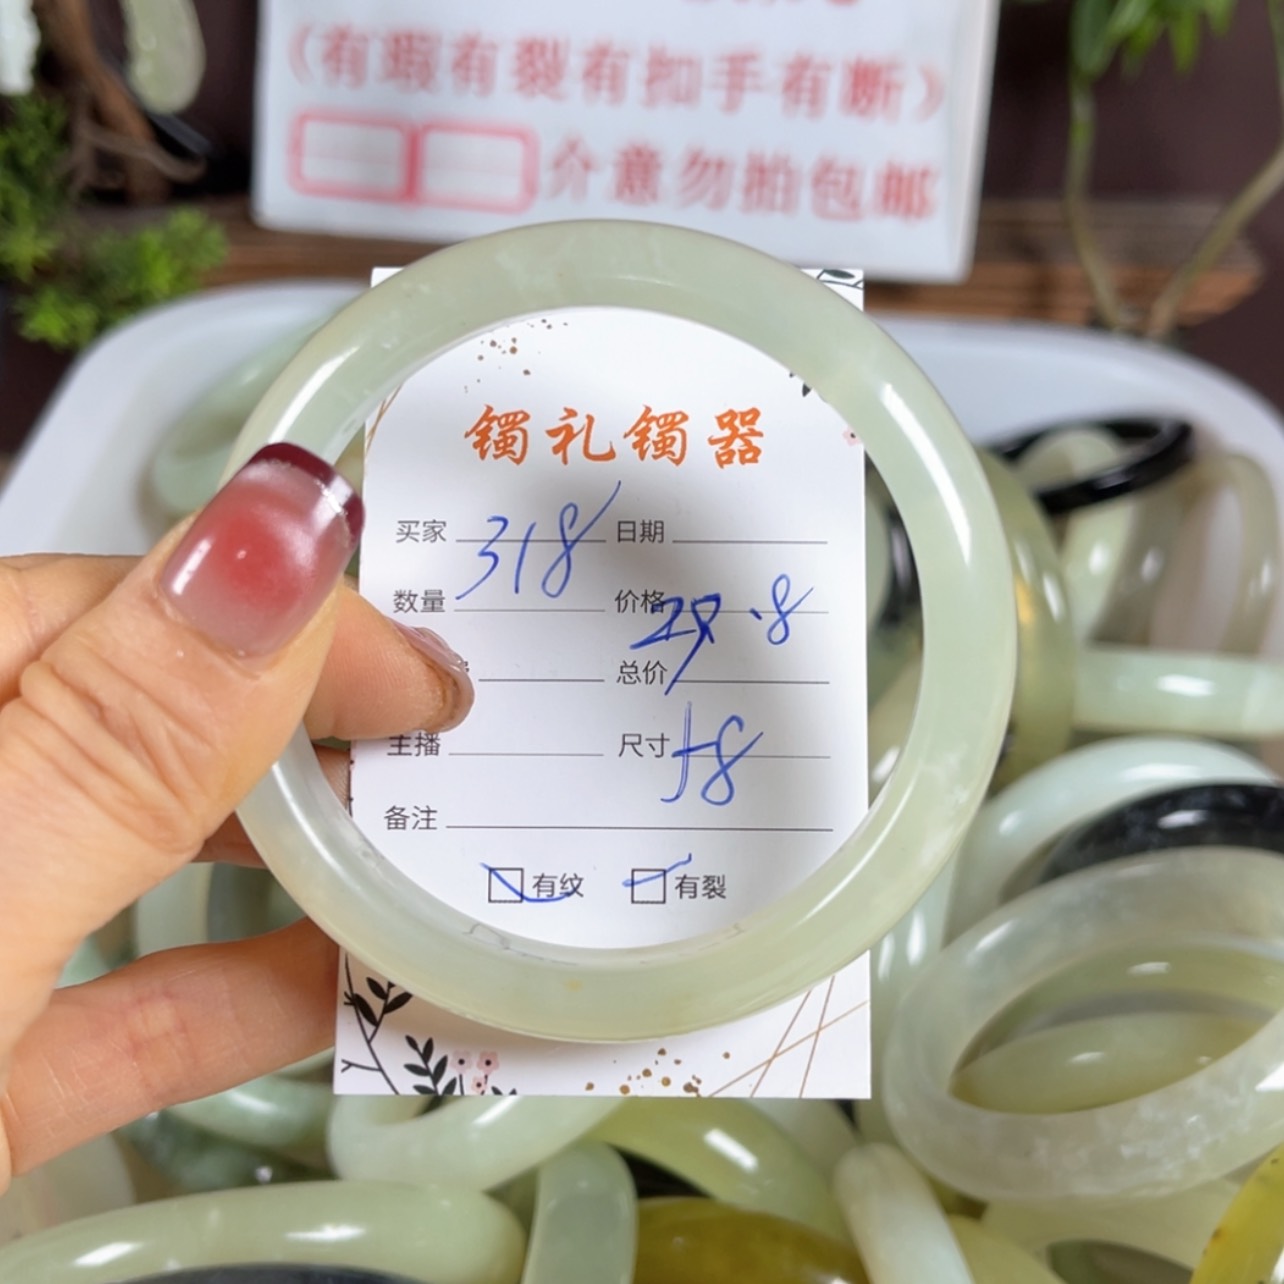 (有瑕有裂有扣手有断)
介意勿拍包邮
镯礼镯器
买家 318 日期
数量 价格 29.8
总价
主播 尺寸 58
备注
有纹 有裂